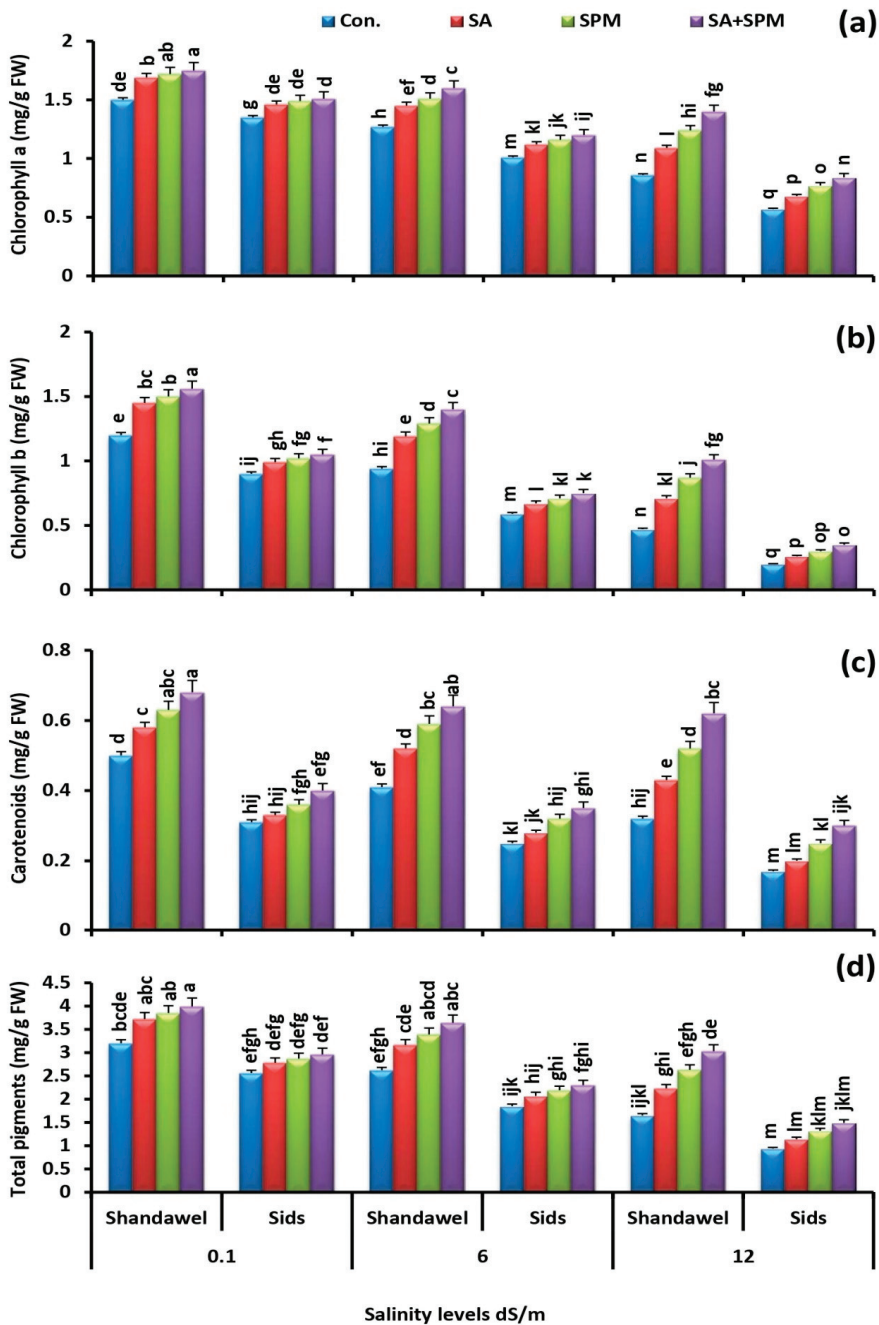 Con. SA SPM SA+SPM
(a)
Chlorophyll a (mg/g FW)
2
1.5
1
0.5
0
de b ab a
g de de d
h ef d c
m kl jk ij
n l hi fg
q p o n
(b)
Chlorophyll b (mg/g FW)
2
1.5
1
0.5
0
e bc b a
ij gh fg f
hi e d c
m l kl k
n kl j fg
q p op o
(c)
Carotenoids (mg/g FW)
0.8
0.6
0.4
0.2
0
d c abc a
hij hij fgh efg
ef d bc ab
kl jk hij ghi
hij e d bc
m lm kl ijk
(d)
Total pigments (mg/g FW)
4.5
4
3.5
3
2.5
2
1.5
1
0.5
0
bcde abc ab a
efgh defg defg def
efgh cde abcd abc
ijk hij ghi fghi
ijkl ghi efgh de
m lm klm jklm
Shandawel Sids Shandawel Sids Shandawel Sids
0.1 6 12
Salinity levels dS/m